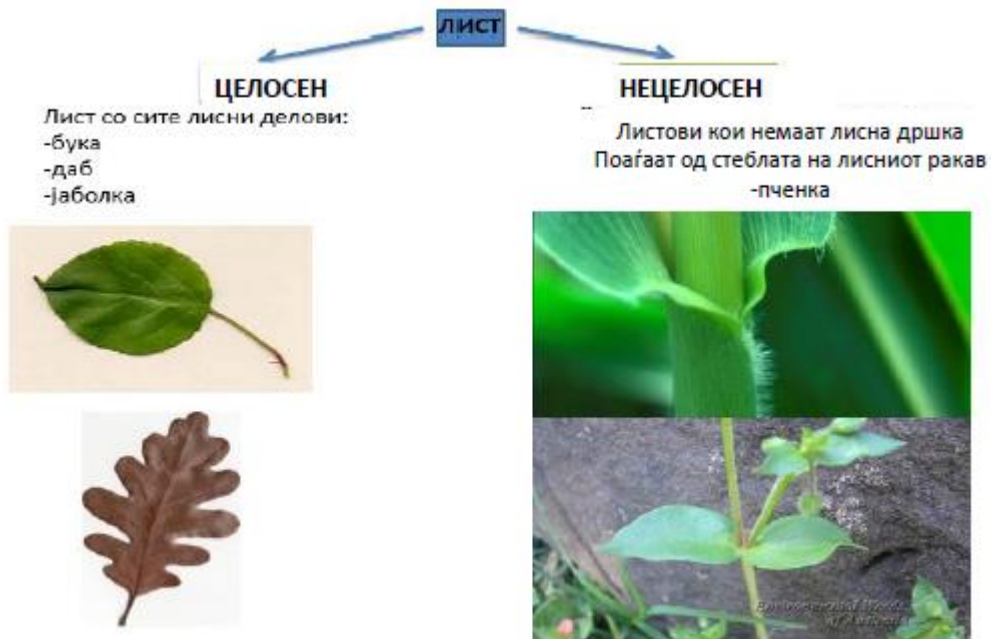 ЛИСТ
ЦЕЛОСЕН
Лист со сите лисни делови:
-бука
-даб
-јаболка
НЕЦЕЛОСЕН
Листови кои немаат лисна дршка
Поаѓаат од стеблата на лисниот ракав
-пченка